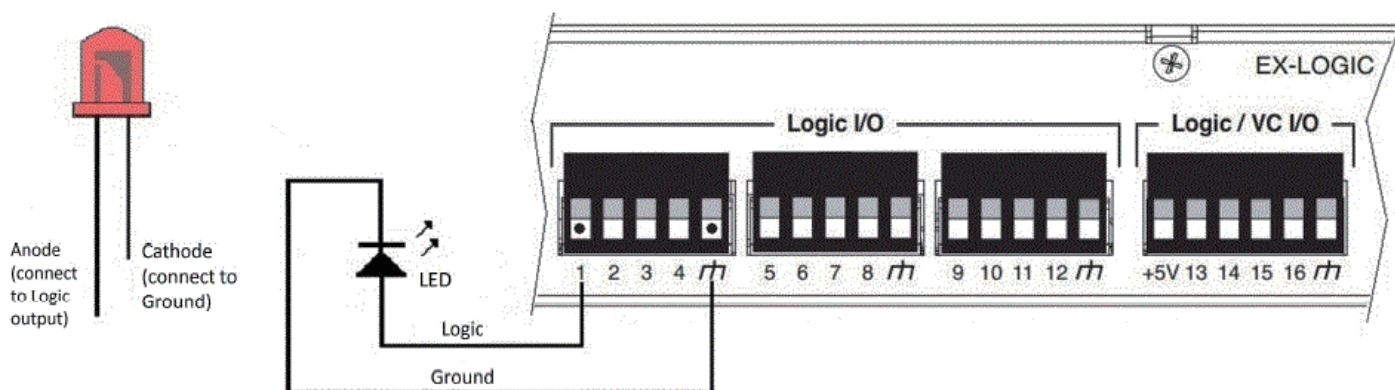 EX-LOGIC
Logic I/O
Logic / VC I/O
Anode
(connect
to Logic
output)
Cathode
(connect to
Ground)
LED
1 2 3 4
5 6 7 8
9 10 11 12
+5V 13 14 15 16
Logic
Ground